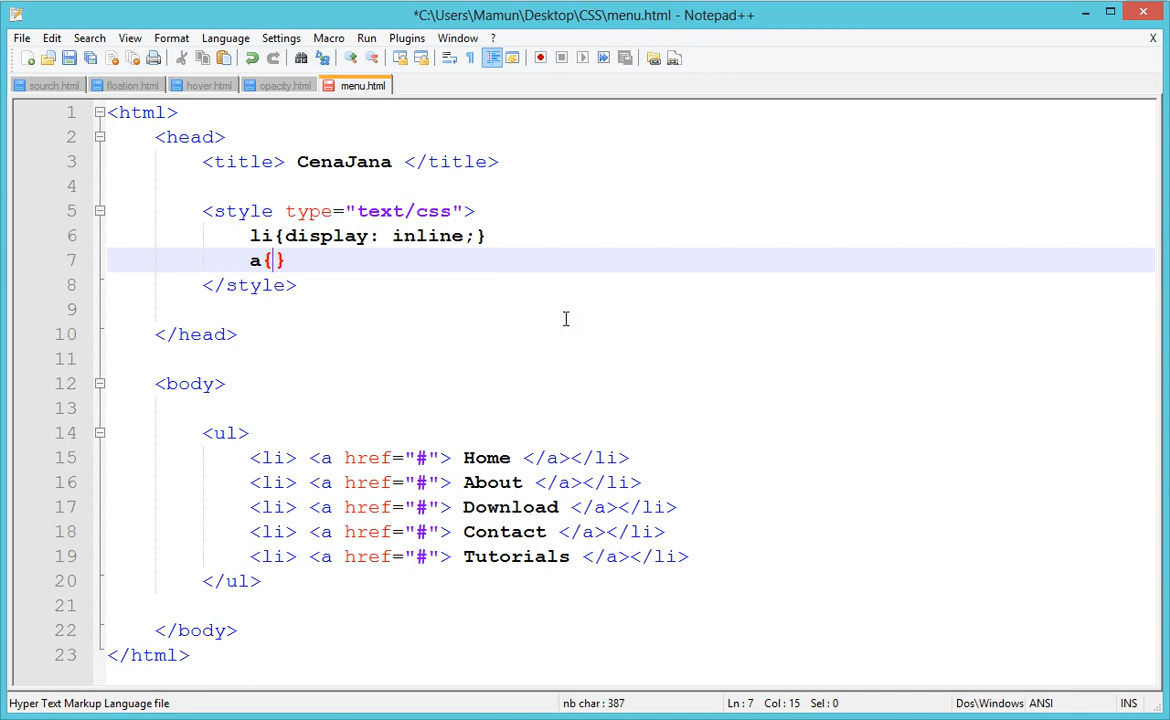 *C:\Users\Mamun\Desktop\CSS\menu.html - Notepad++
File Edit Search View Format Language Settings Macro Run Plugins Window ? X
sourch.html floation.html hover.html opacity.html menu.html
1 <html>
2 <head>
3 <title> CenaJana </title>
4
5 <style type="text/css">
6 li{display: inline;}
7 a{}
8 </style>
9
10 </head>
11
12 <body>
13
14 <ul>
15 <li> <a href="#"> Home </a></li>
16 <li> <a href="#"> About </a></li>
17 <li> <a href="#"> Download </a></li>
18 <li> <a href="#"> Contact </a></li>
19 <li> <a href="#"> Tutorials </a></li>
20 </ul>
21
22 </body>
23 </html>
Hyper Text Markup Language file nb char : 387 Ln : 7 Col : 15 Sel : 0 Dos\Windows ANSI INS